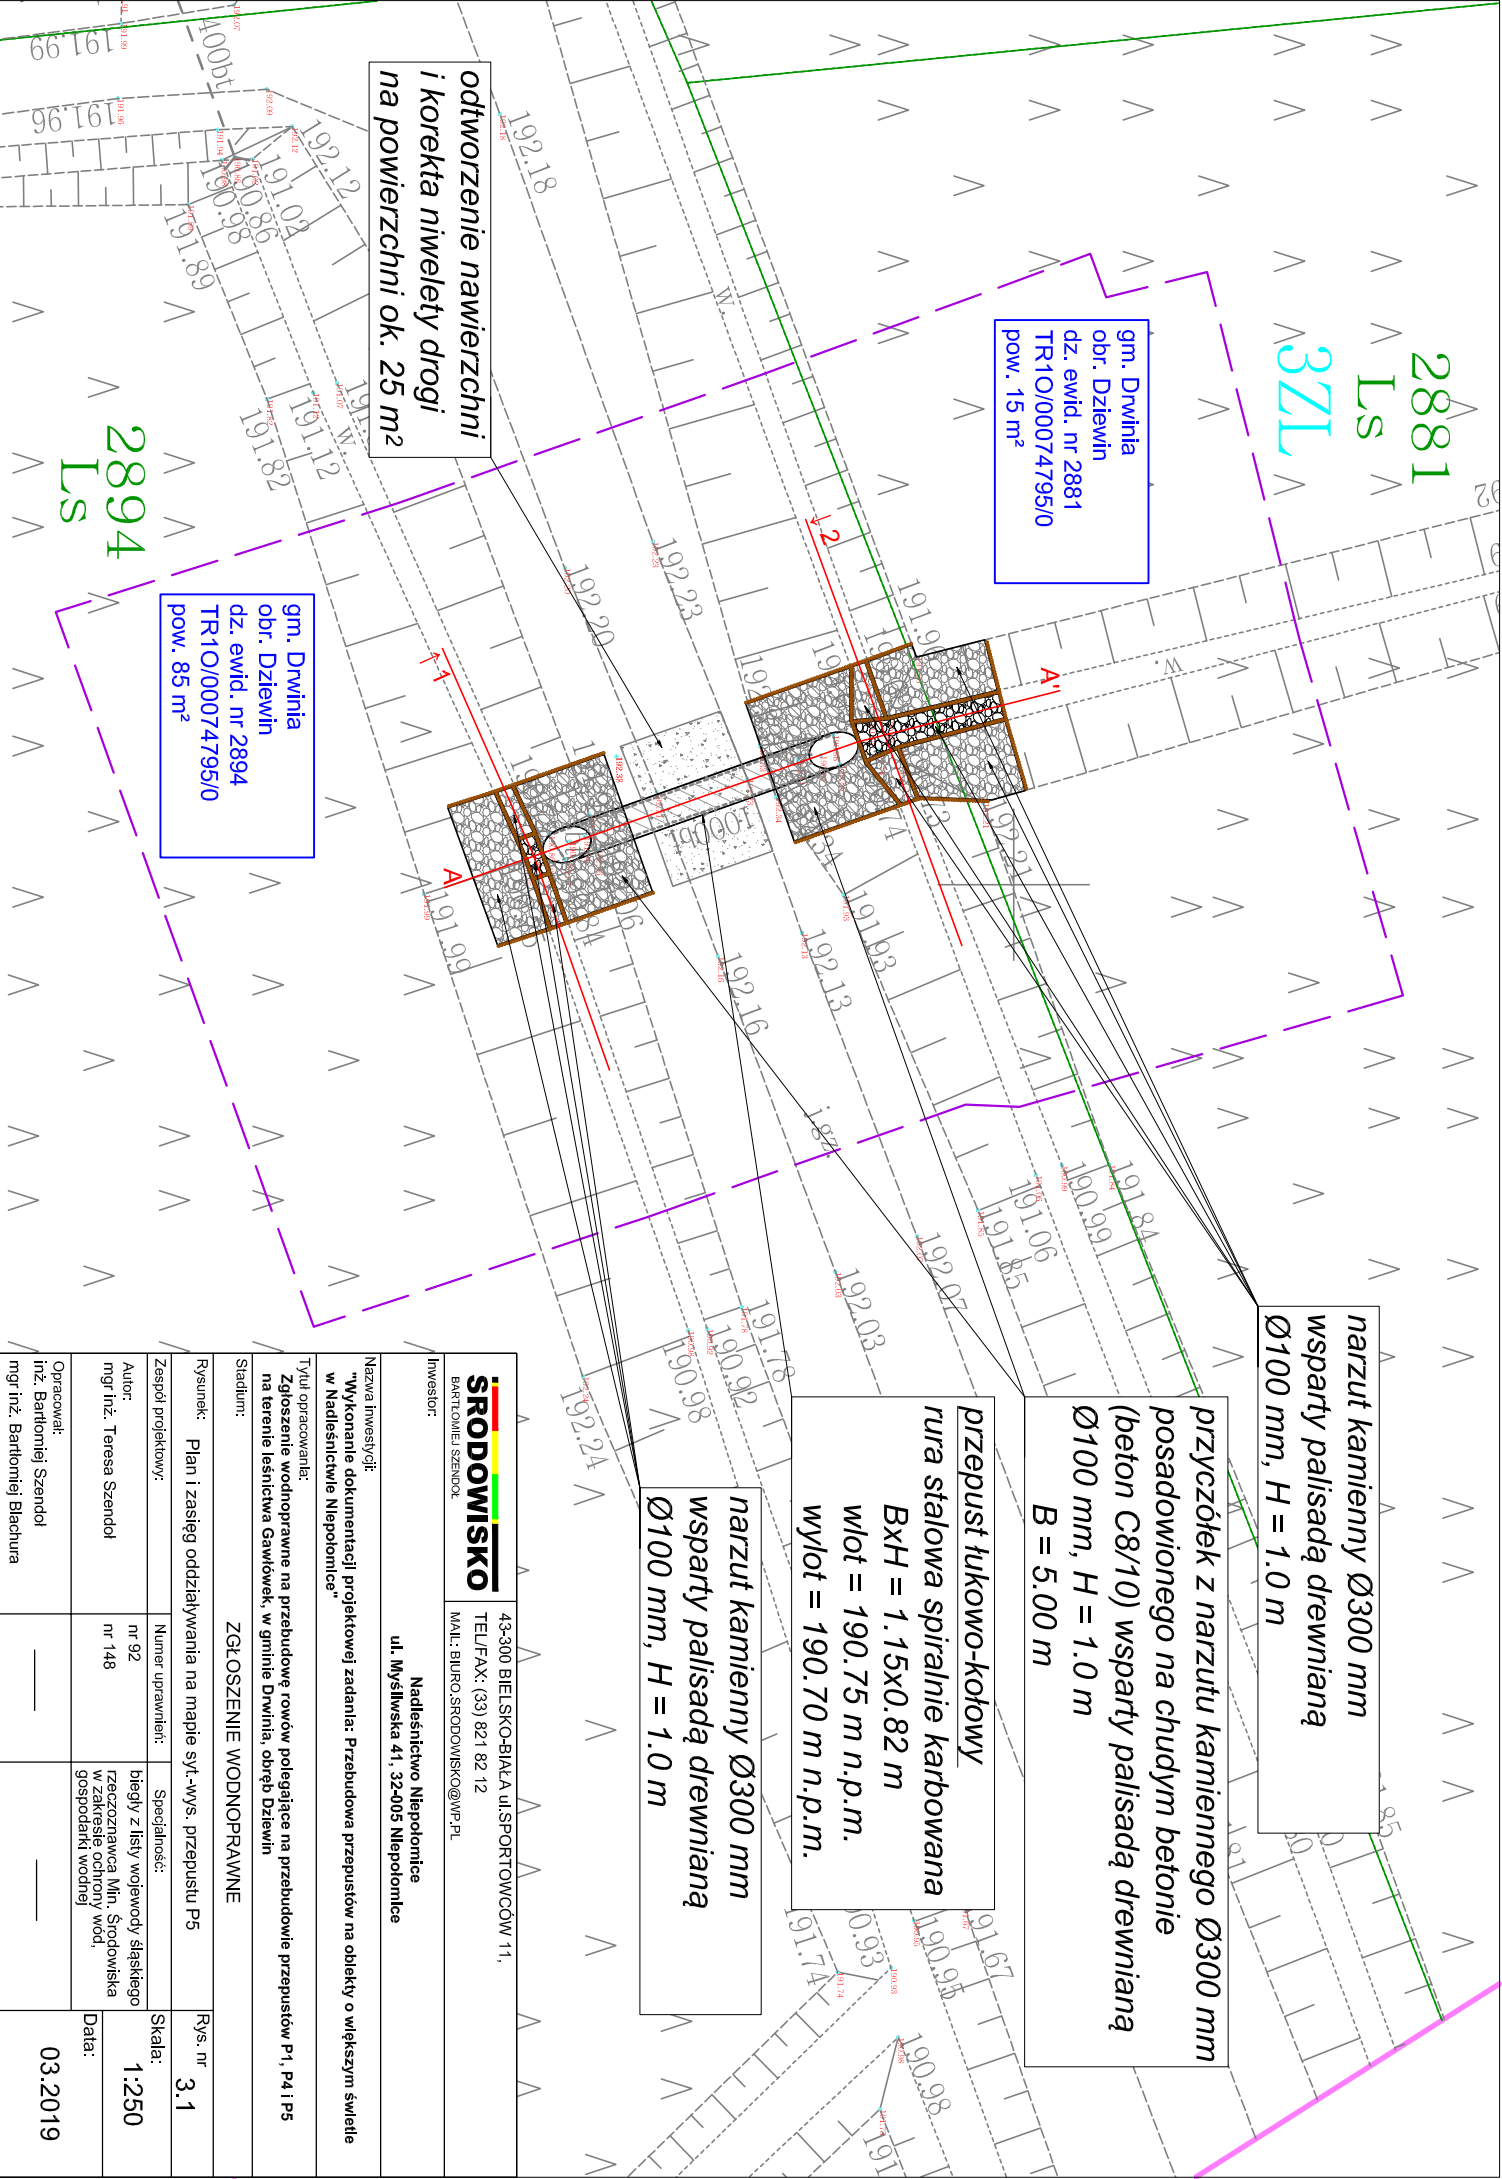 2881
Ls
3ZL
gm. Drwinia
obr. Dziewin
dz. ewid. nr 2881
TR1O/00074795/0
pow. 15 m²
odtworzenie nawierzchni
i korekta niwelety drogi
na powierzchni ok. 25 m²
2894
Ls
gm. Drwinia
obr. Dziewin
dz. ewid. nr 2894
TR1O/00074795/0
pow. 85 m²
narzut kamienny Ø300 mm
wsparty palisadą drewnianą
Ø100 mm, H = 1.0 m
przyczółek z narzutu kamiennego Ø300 mm
posadowionego na chudym betonie
(beton C8/10) wsparty palisadą drewnianą
Ø100 mm, H = 1.0 m
B = 5.00 m
przepust łukowo-kołowy
rura stalowa spiralnie karbowana
BxH = 1.15x0.82 m
wlot = 190.75 m n.p.m.
wylot = 190.70 m n.p.m.
narzut kamienny Ø300 mm
wsparty palisadą drewnianą
Ø100 mm, H = 1.0 m
A'
A
2
1
w.
w.
w.
i.gz.
400bt
191.99
191.96
192.12
191.02
190.86
190.98
191.89
192.18
191.12
191.82
192.20
192.23
191.99
191.93
192.13
192.16
191.84
190.99
191.06
191.85
192.07
192.03
191.78
190.92
190.98
192.24
191.67
190.95
191.74
190.98
ŚRODOWISKO
BARTŁOMIEJ SZENDOŁ
43-300 BIELSKO-BIAŁA ul.SPORTOWCÓW 11,
TEL/FAX: (33) 821 82 12
MAIL: BIURO.SRODOWISKO@WP.PL
Inwestor:
Nadleśnictwo Niepołomice
ul. Myśliwska 41, 32-005 Niepołomice
Nazwa inwestycji:
"Wykonanie dokumentacji projektowej zadania: Przebudowa przepustów na obiekty o większym świetle
w Nadleśnictwie Niepołomice"
Tytuł opracowania:
Zgłoszenie wodnoprawne na przebudowę rowów polegające na przebudowie przepustów P1, P4 i P5
na terenie leśnictwa Gawłówek, w gminie Drwinia, obręb Dziewin
Stadium:
ZGŁOSZENIE WODNOPRAWNE
Rysunek:
Plan i zasięg oddziaływania na mapie syt.-wys. przepustu P5
Rys. nr
3.1
Zespół projektowy:
Numer uprawnień:
Specjalność:
Skala:
1:250
Autor:
mgr inż. Teresa Szendoł
nr 92
nr 148
biegły z listy wojewody śląskiego
rzeczoznawca Min. Środowiska
w zakresie ochrony wód,
gospodarki wodnej
Data:
03.2019
Opracował:
inż. Bartłomiej Szendoł
mgr inż. Bartłomiej Blachura